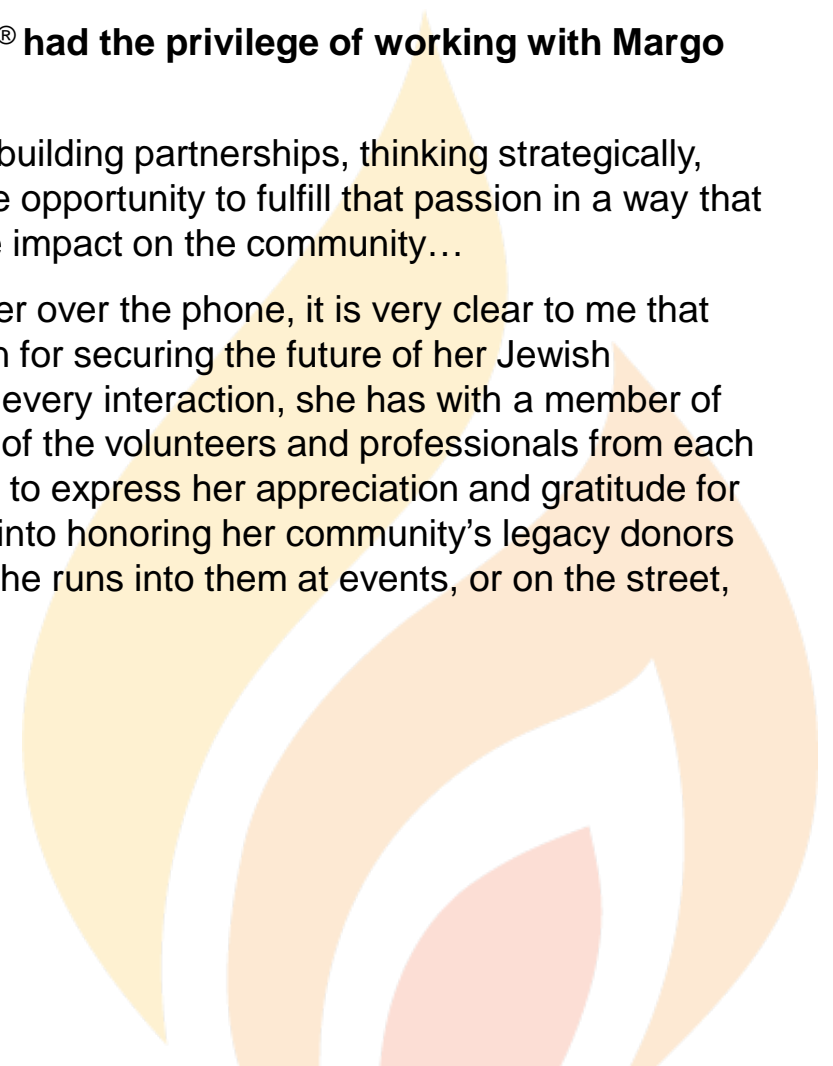 ® had the privilege of working with Margo
building partnerships, thinking strategically,
opportunity to fulfill that passion in a way that
impact on the community…
over the phone, it is very clear to me that
for securing the future of her Jewish
every interaction, she has with a member of
of the volunteers and professionals from each
to express her appreciation and gratitude for
into honoring her community’s legacy donors
he runs into them at events, or on the street,